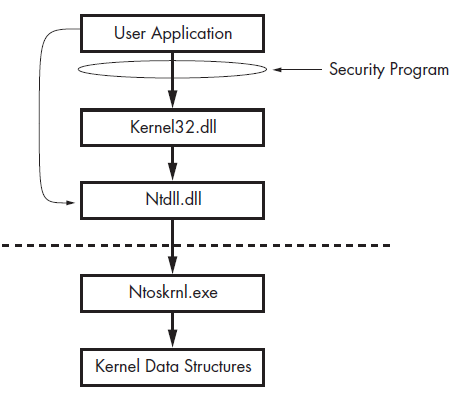 User Application
Security Program
Kernel32.dll
Ntdll.dll
Ntoskrnl.exe
Kernel Data Structures